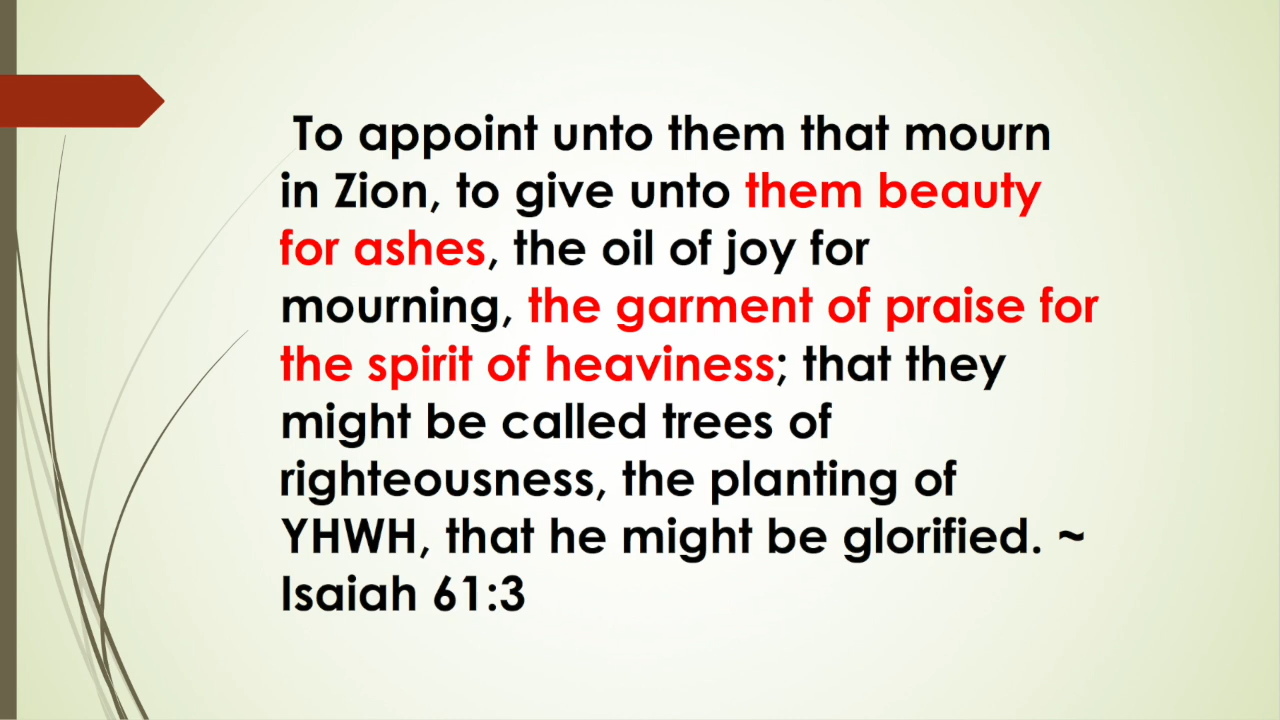 To appoint unto them that mourn
in Zion, to give unto them beauty
for ashes, the oil of joy for
mourning, the garment of praise for
the spirit of heaviness; that they
might be called trees of
righteousness, the planting of
YHWH, that he might be glorified. ~
Isaiah 61:3